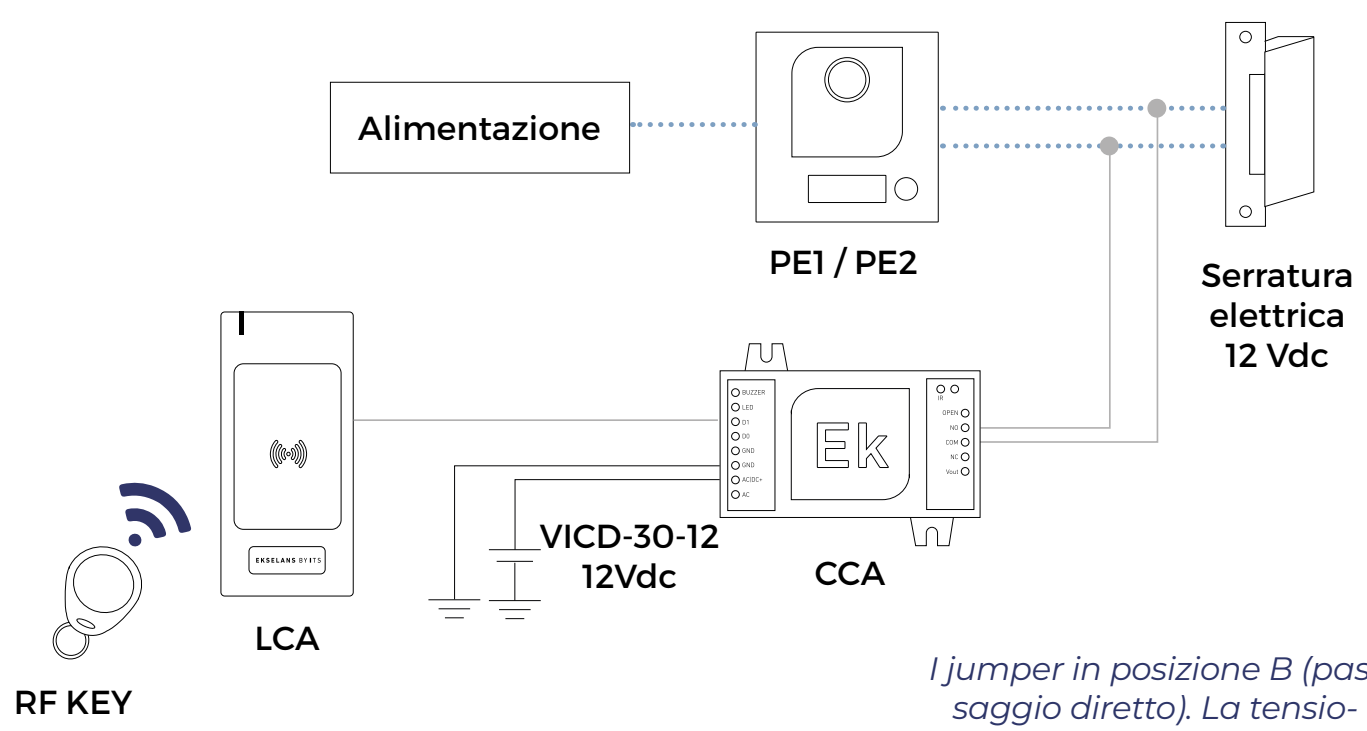 Alimentazione
PE1 / PE2
Serratura
elettrica
12 Vdc
BUZZER
LED
D1
D0
GND
GND
AC/DC+
AC
Ek
IR
OPEN
NO
COM
NC
Vout
VICD-30-12
12Vdc
CCA
EKSELANS BY ITS
LCA
RF KEY
I jumper in posizione B (pas
saggio diretto). La tensio-